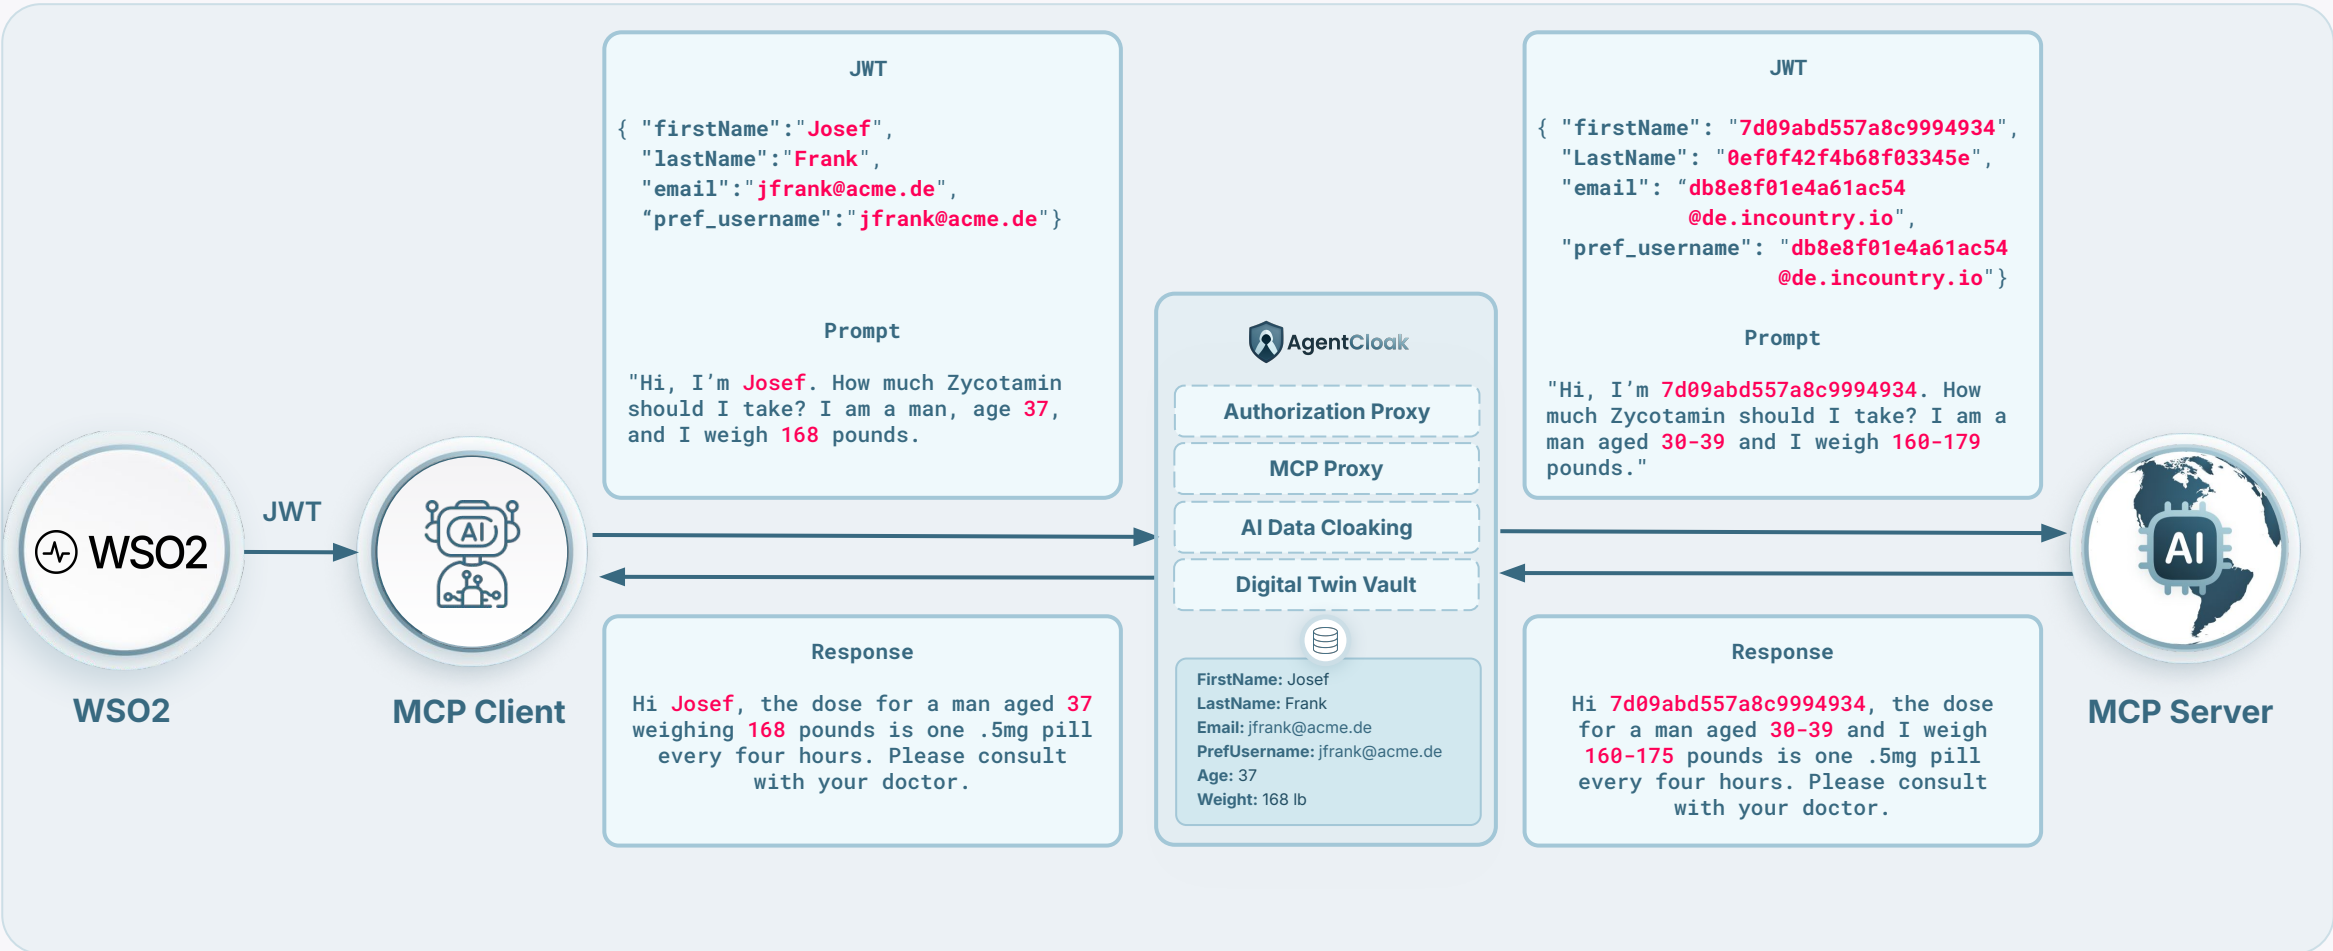 WSO2
WSO2
JWT
AI
MCP Client
JWT
{ "firstName":"Josef",
"lastName":"Frank",
"email":"jfrank@acme.de",
“pref_username":"jfrank@acme.de"}
Prompt
"Hi, I’m Josef. How much Zycotamin
should I take? I am a man, age 37,
and I weigh 168 pounds.
Response
Hi Josef, the dose for a man aged 37
weighing 168 pounds is one .5mg pill
every four hours. Please consult
with your doctor.
AgentCloak
Authorization Proxy
MCP Proxy
AI Data Cloaking
Digital Twin Vault
FirstName: Josef
LastName: Frank
Email: jfrank@acme.de
PrefUsername: jfrank@acme.de
Age: 37
Weight: 168 lb
JWT
{ "firstName": "7d09abd557a8c9994934",
"LastName": "0ef0f42f4b68f03345e",
"email": “db8e8f01e4a61ac54
@de.incountry.io",
"pref_username": "db8e8f01e4a61ac54
@de.incountry.io"}
Prompt
"Hi, I’m 7d09abd557a8c9994934. How
much Zycotamin should I take? I am a
man aged 30-39 and I weigh 160-179
pounds."
Response
Hi 7d09abd557a8c9994934, the dose
for a man aged 30-39 and I weigh
160-175 pounds is one .5mg pill
every four hours. Please consult
with your doctor.
AI
MCP Server